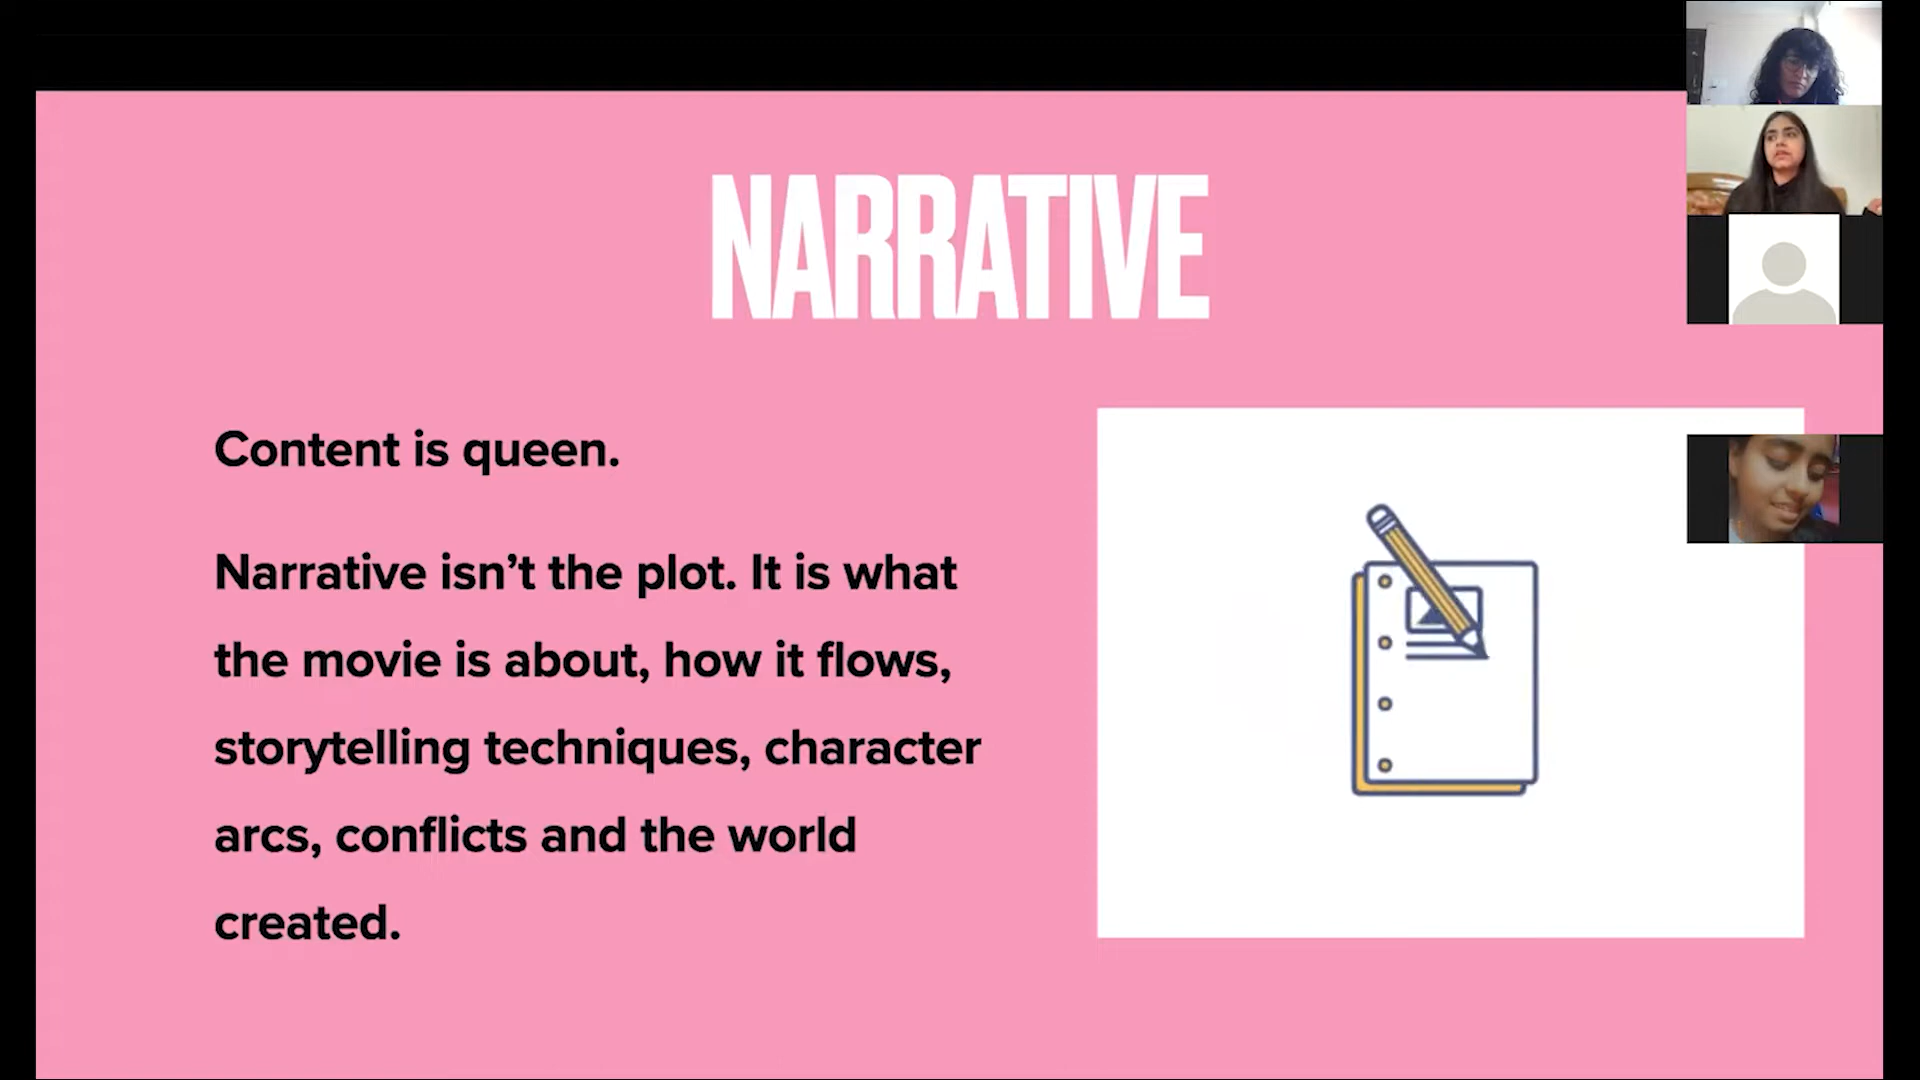 NARRATIVE
Content is queen.
Narrative isn’t the plot. It is what
the movie is about, how it flows,
storytelling techniques, character
arcs, conflicts and the world
created.